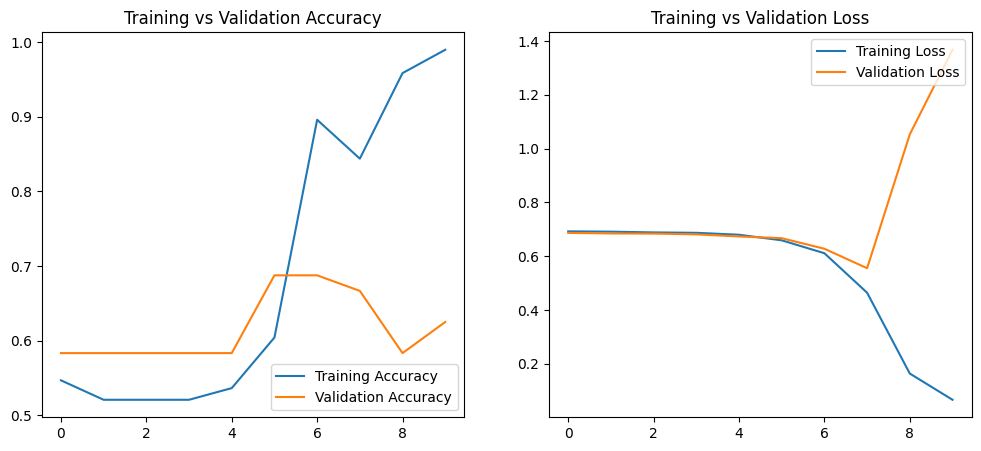 Training vs Validation Accuracy
1.0
0.9
0.8
0.7
0.6
0.5
0 2 4 6 8
Training Accuracy
Validation Accuracy
Training vs Validation Loss
1.4
1.2
1.0
0.8
0.6
0.4
0.2
0 2 4 6 8
Training Loss
Validation Loss